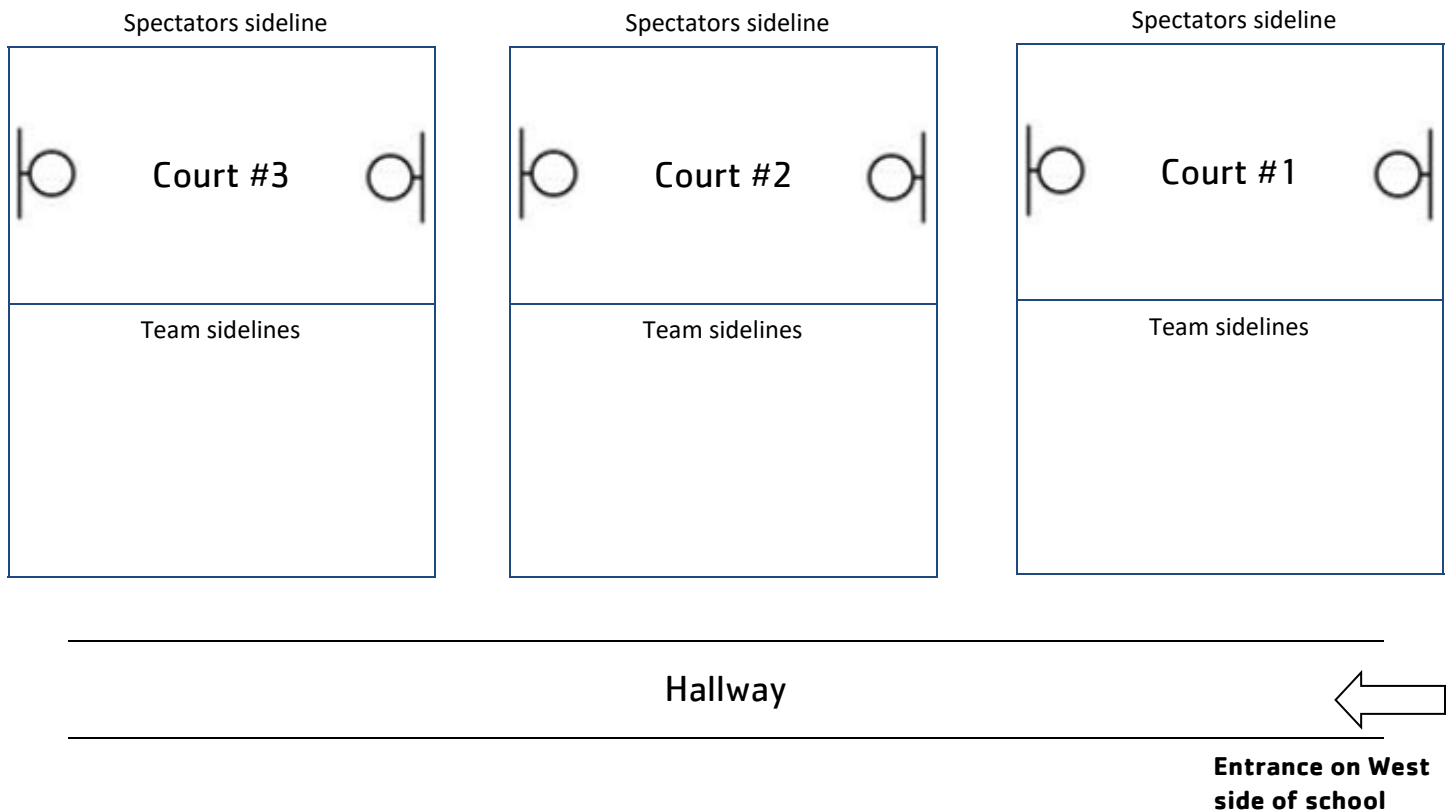 Spectators sideline
Spectators sideline
Spectators sideline
Court #3
Court #2
Court #1
Team sidelines
Team sidelines
Team sidelines
Hallway
Entrance on West
side of school